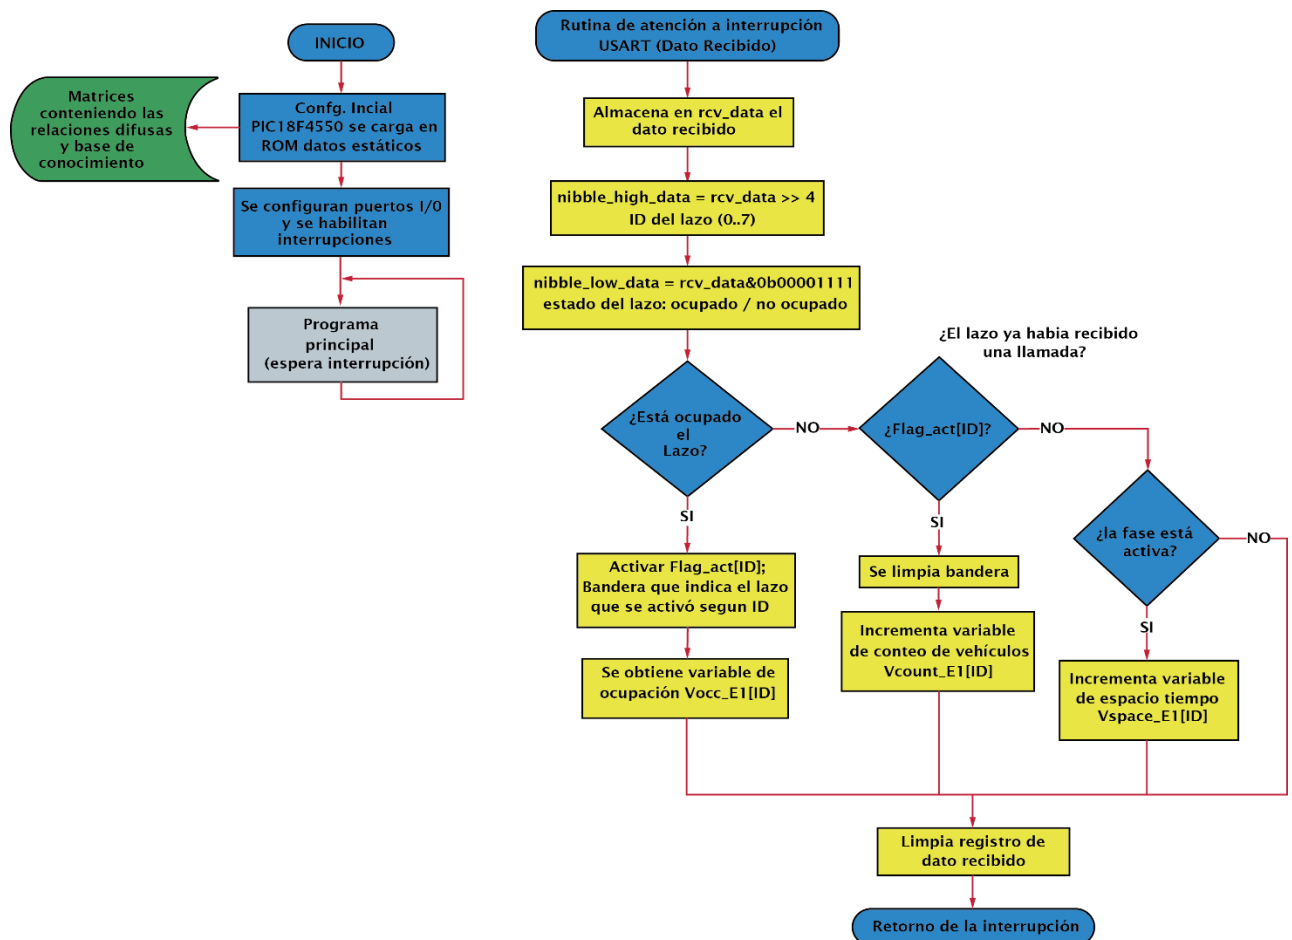 INICIO
Matrices
conteniendo las
relaciones difusas
y base de
conocimiento
Confg. Incial
PIC18F4550 se carga en
ROM datos estáticos
Se configuran puertos I/0
y se habilitan
interrupciones
Programa
principal
(espera interrupción)
Rutina de atención a interrupción
USART (Dato Recibido)
Almacena en rcv_data el
dato recibido
nibble_high_data = rcv_data >> 4
ID del lazo (0..7)
nibble_low_data = rcv_data&0b00001111
estado del lazo: ocupado / no ocupado
¿El lazo ya habia recibido
una llamada?
¿Está ocupado
el
Lazo?
NO
¿Flag_act[ID]?
NO
¿la fase está
activa?
NO
SI
SI
SI
Activar Flag_act[ID];
Bandera que indica el lazo
que se activó segun ID
Se obtiene variable de
ocupación Vocc_E1[ID]
Se limpia bandera
Incrementa variable
de conteo de vehículos
Vcount_E1[ID]
Incrementa variable
de espacio tiempo
Vspace_E1[ID]
Limpia registro de
dato recibido
Retorno de la interrupción